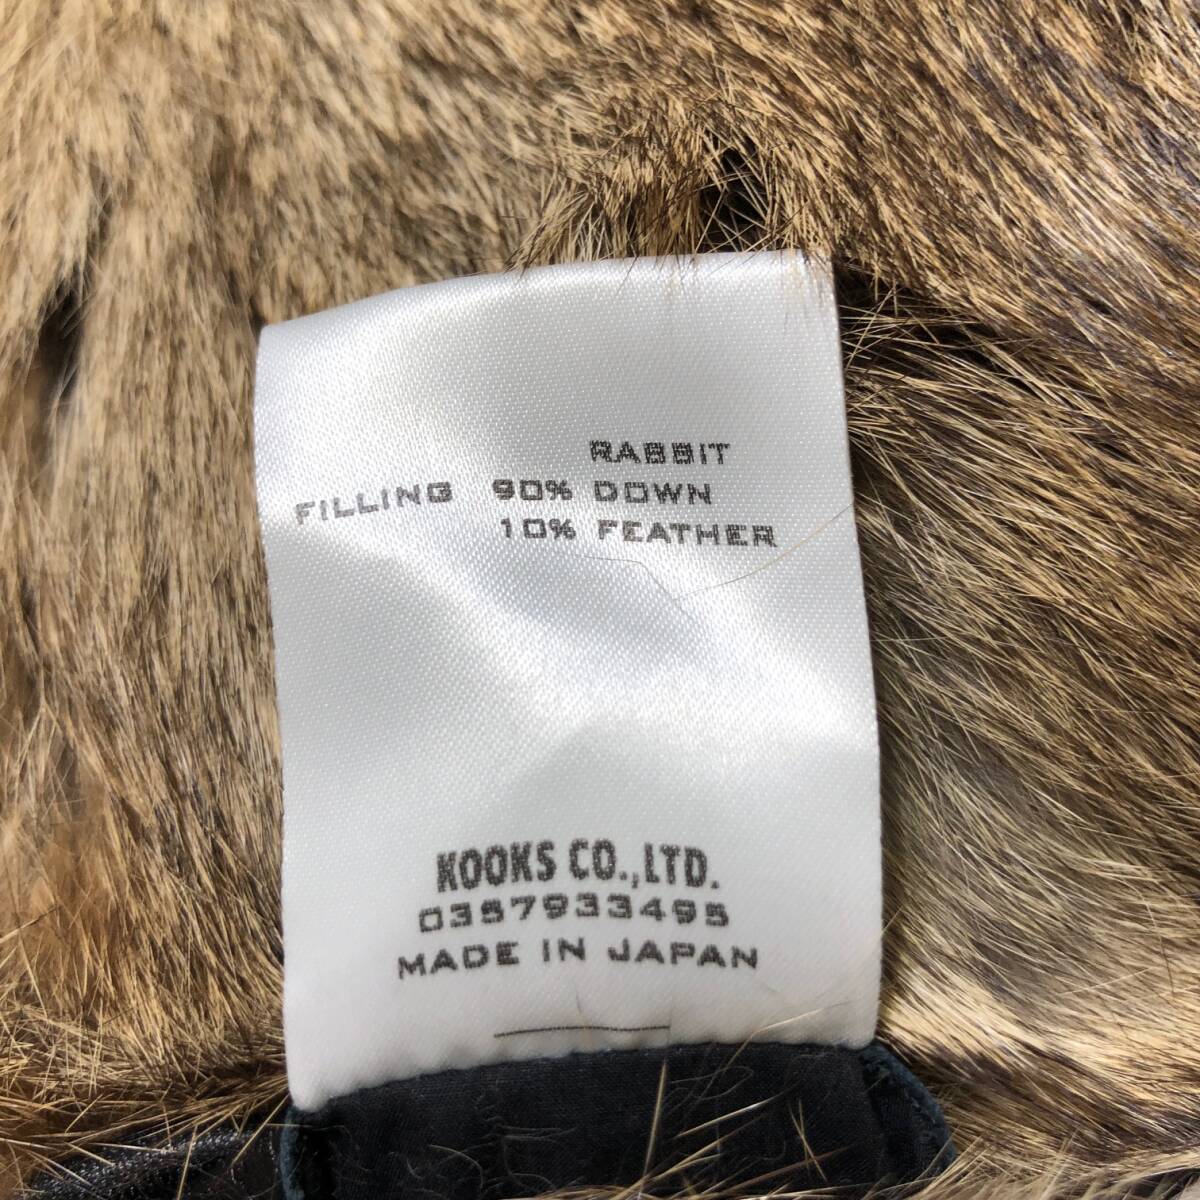 RABBIT
FILLING 90% DOWN
10% FEATHER
KOOKS CO.,LTD.
0357933495
MADE IN JAPAN